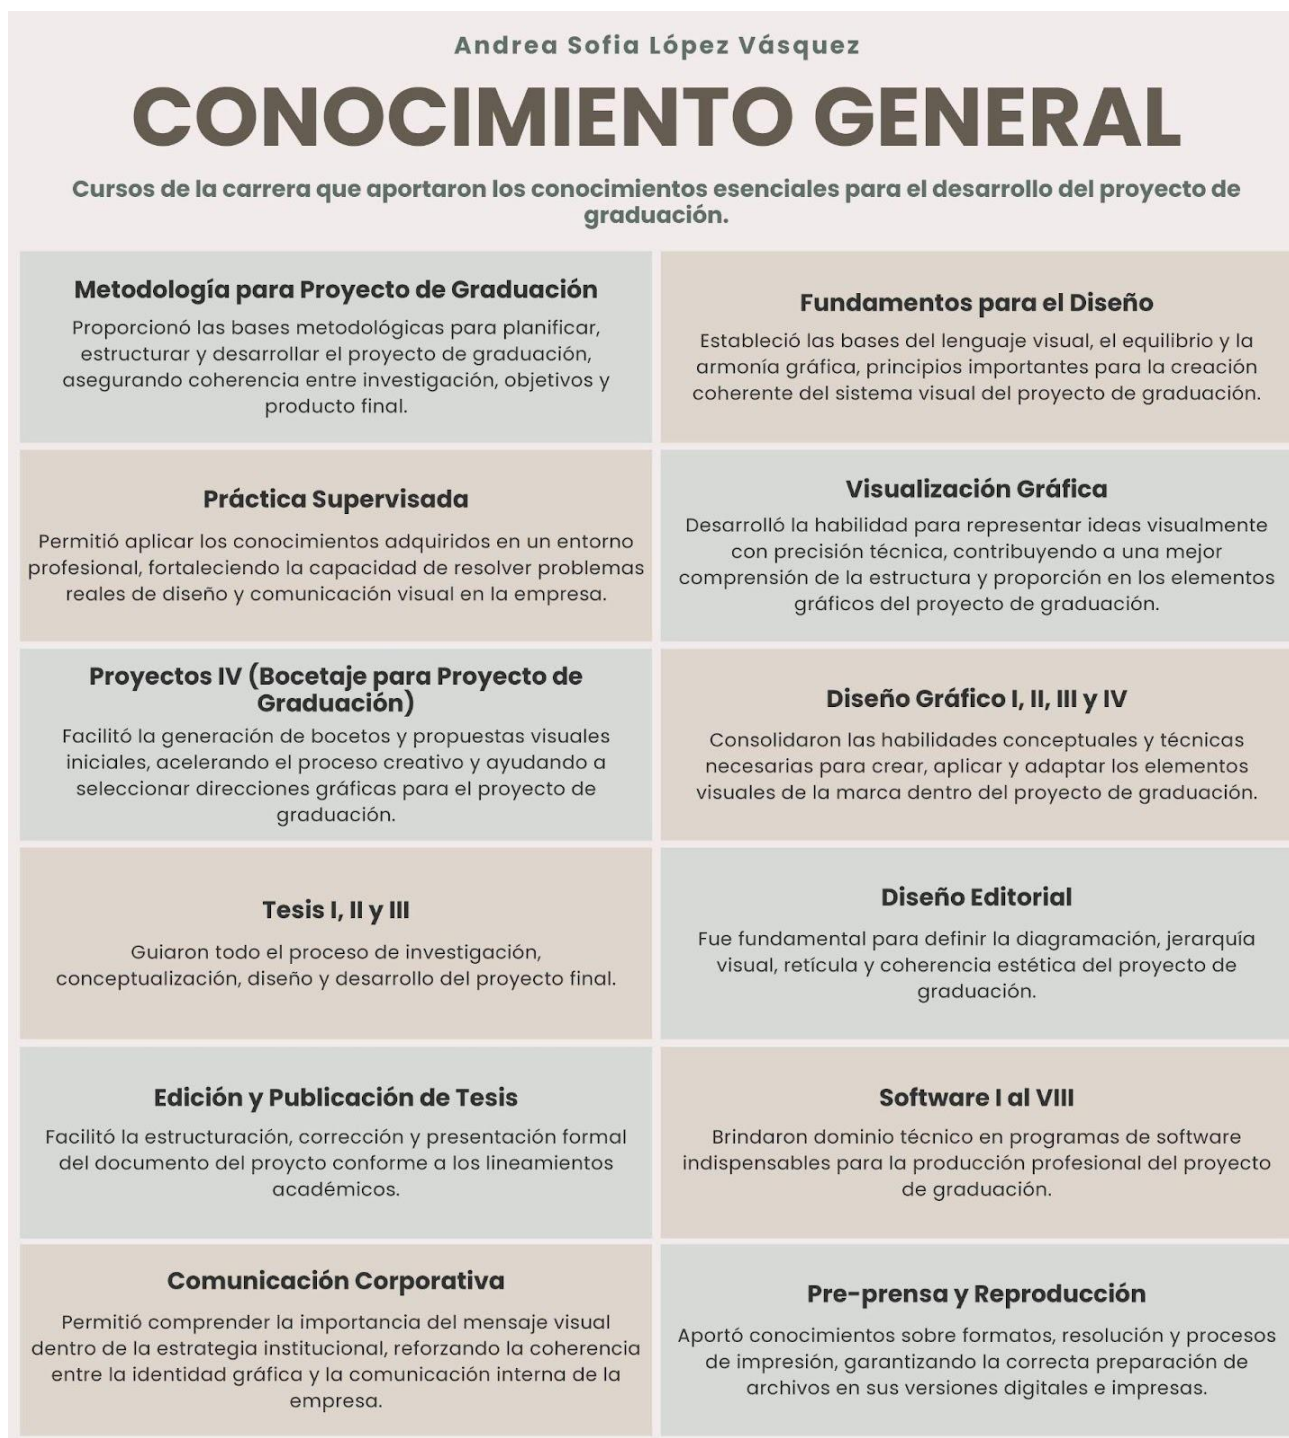 Andrea Sofia López Vásquez
CONOCIMIENTO GENERAL
Cursos de la carrera que aportaron los conocimientos esenciales para el desarrollo del proyecto de
graduación.
Metodología para Proyecto de Graduación
Proporcionó las bases metodológicas para planificar,
estructurar y desarrollar el proyecto de graduación,
asegurando coherencia entre investigación, objetivos y
producto final.
Fundamentos para el Diseño
Estableció las bases del lenguaje visual, el equilibrio y la
armonía gráfica, principios importantes para la creación
coherente del sistema visual del proyecto de graduación.
Práctica Supervisada
Permitió aplicar los conocimientos adquiridos en un entorno
profesional, fortaleciendo la capacidad de resolver problemas
reales de diseño y comunicación visual en la empresa.
Visualización Gráfica
Desarrolló la habilidad para representar ideas visualmente
con precisión técnica, contribuyendo a una mejor
comprensión de la estructura y proporción en los elementos
gráficos del proyecto de graduación.
Proyectos IV (Bocetaje para Proyecto de
Graduación)
Facilitó la generación de bocetos y propuestas visuales
iniciales, acelerando el proceso creativo y ayudando a
seleccionar direcciones gráficas para el proyecto de
graduación.
Diseño Gráfico I, II, III y IV
Consolidaron las habilidades conceptuales y técnicas
necesarias para crear, aplicar y adaptar los elementos
visuales de la marca dentro del proyecto de graduación.
Tesis I, II y III
Guiaron todo el proceso de investigación,
conceptualización, diseño y desarrollo del proyecto final.
Diseño Editorial
Fue fundamental para definir la diagramación, jerarquía
visual, retícula y coherencia estética del proyecto de
graduación.
Edición y Publicación de Tesis
Facilitó la estructuración, corrección y presentación formal
del documento del proycto conforme a los lineamientos
académicos.
Software I al VIII
Brindaron dominio técnico en programas de software
indispensables para la producción profesional del proyecto
de graduación.
Comunicación Corporativa
Permitió comprender la importancia del mensaje visual
dentro de la estrategia institucional, reforzando la coherencia
entre la identidad gráfica y la comunicación interna de la
empresa.
Pre-prensa y Reproducción
Aportó conocimientos sobre formatos, resolución y procesos
de impresión, garantizando la correcta preparación de
archivos en sus versiones digitales e impresas.